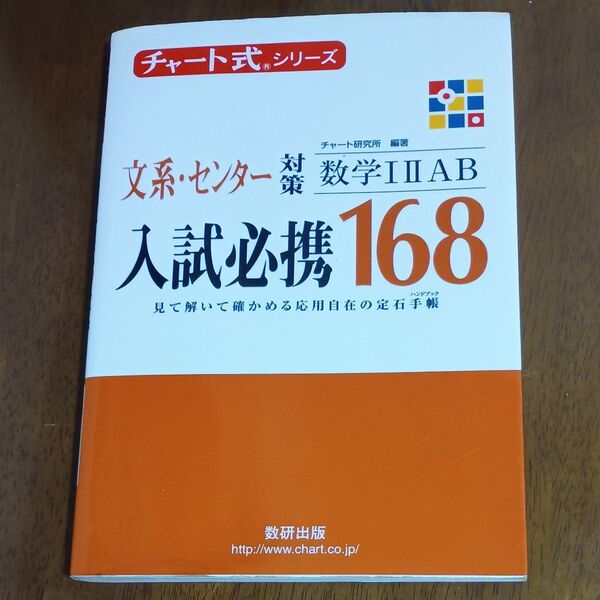 チャート式®シリーズ
チャート研究所 編著
文系・センター対策 数学ⅠⅡAB
入試必携168
ハンドブック
見て解いて確かめる応用自在の定石手帳
数研出版
http://www.chart.co.jp/